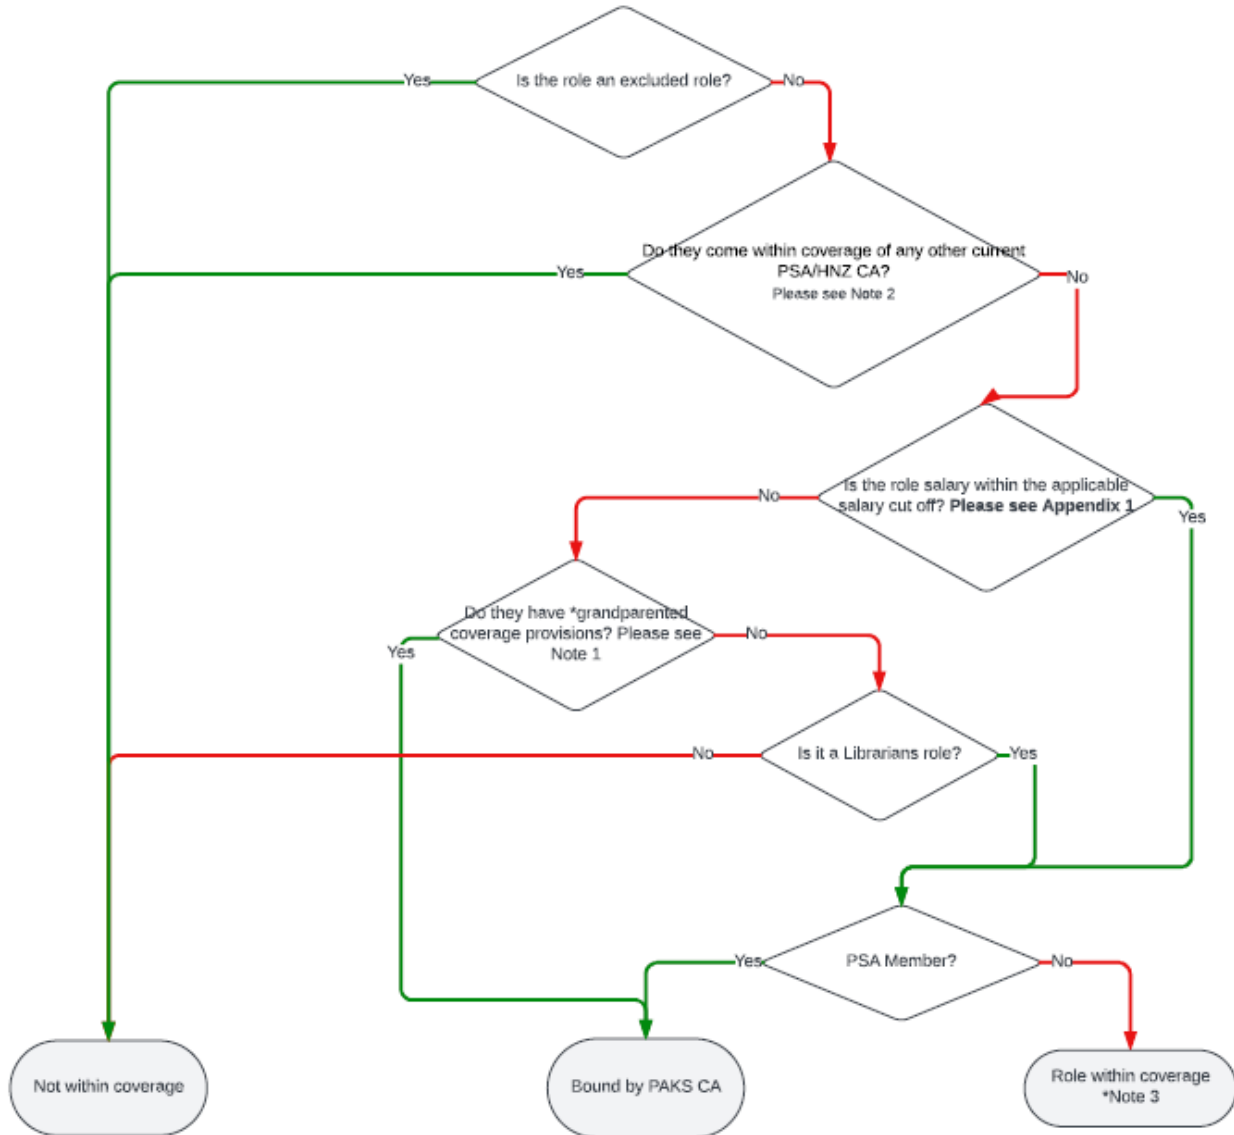 Is the role an excluded role?
Yes
No
Do they come within coverage of any other current
PSA/HNZ CA?
Please see Note 2
Yes
No
Is the role salary within the applicable
salary cut off? Please see Appendix 1
No
Yes
Do they have *grandparented
coverage provisions? Please see
Note 1
Yes
No
Is it a Librarians role?
No
Yes
PSA Member?
Yes
No
Not within coverage
Bound by PAKS CA
Role within coverage
*Note 3